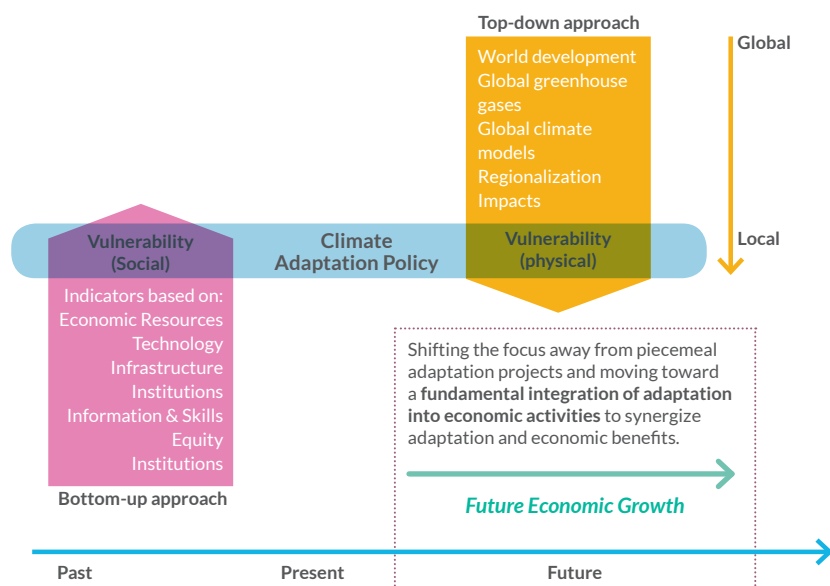 Top-down approach
Global
World development
Global greenhouse
gases
Global climate
models
Regionalization
Impacts
Vulnerability
(Social)
Climate
Adaptation Policy
Vulnerability
(physical)
Local
Indicators based on:
Economic Resources
Technology
Infrastructure
Institutions
Information & Skills
Equity
Institutions
Bottom-up approach
Shifting the focus away from piecemeal
adaptation projects and moving toward
a fundamental integration of adaptation
into economic activities to synergize
adaptation and economic benefits.
Future Economic Growth
Past
Present
Future